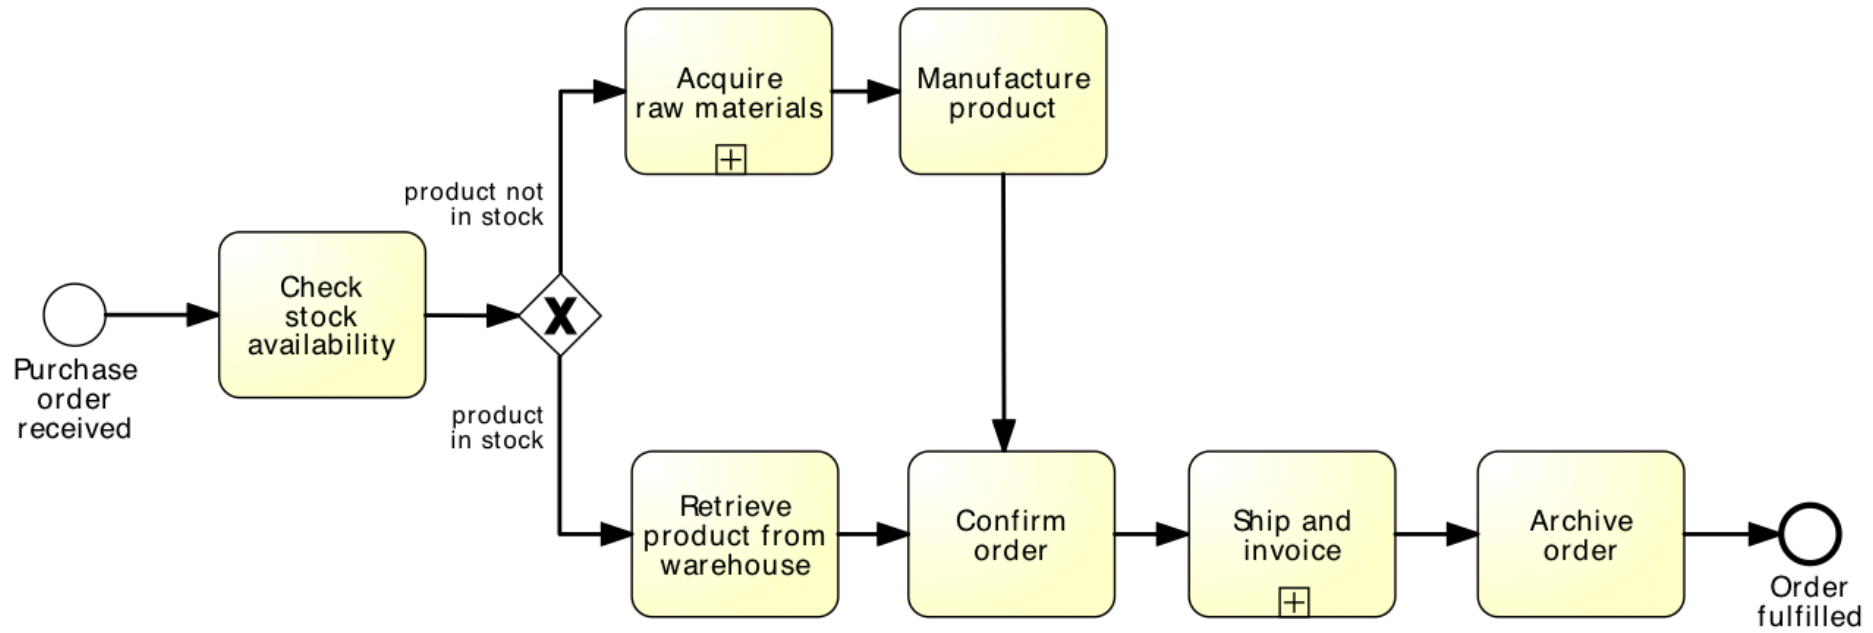 Acquire
raw materials
Manufacture
product
product not
in stock
Check
stock
availability
X
Purchase
order
received
product
in stock
Retrieve
product from
warehouse
Confirm
order
Ship and
invoice
Archive
order
Order
fulfilled